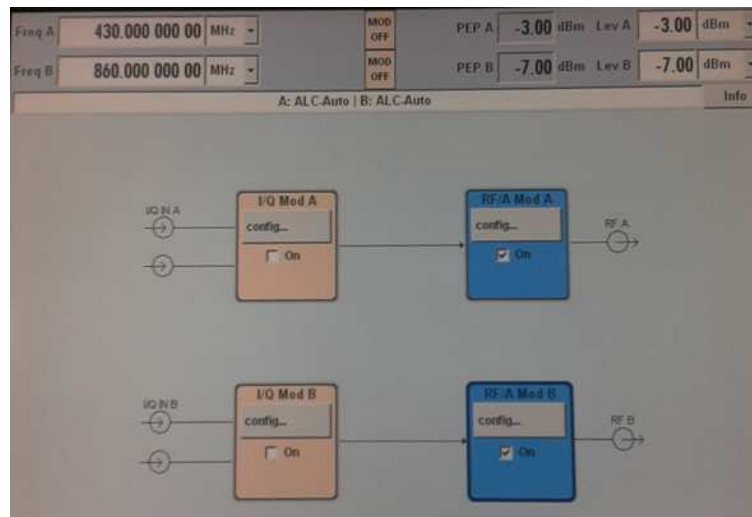 Freq A 430.000 000 00 MHz MOD OFF PEP A -3.00 dBm Lev A -3.00 dBm
Freq B 860.000 000 00 MHz MOD OFF PEP B -7.00 dBm Lev B -7.00 dBm
A: ALC-Auto | B: ALC-Auto Info
I/Q Mod A RF/A Mod A
I/Q IN A config... config... RF A
On On
I/Q Mod B RF/A Mod B
I/Q IN B config... config... RF B
On On